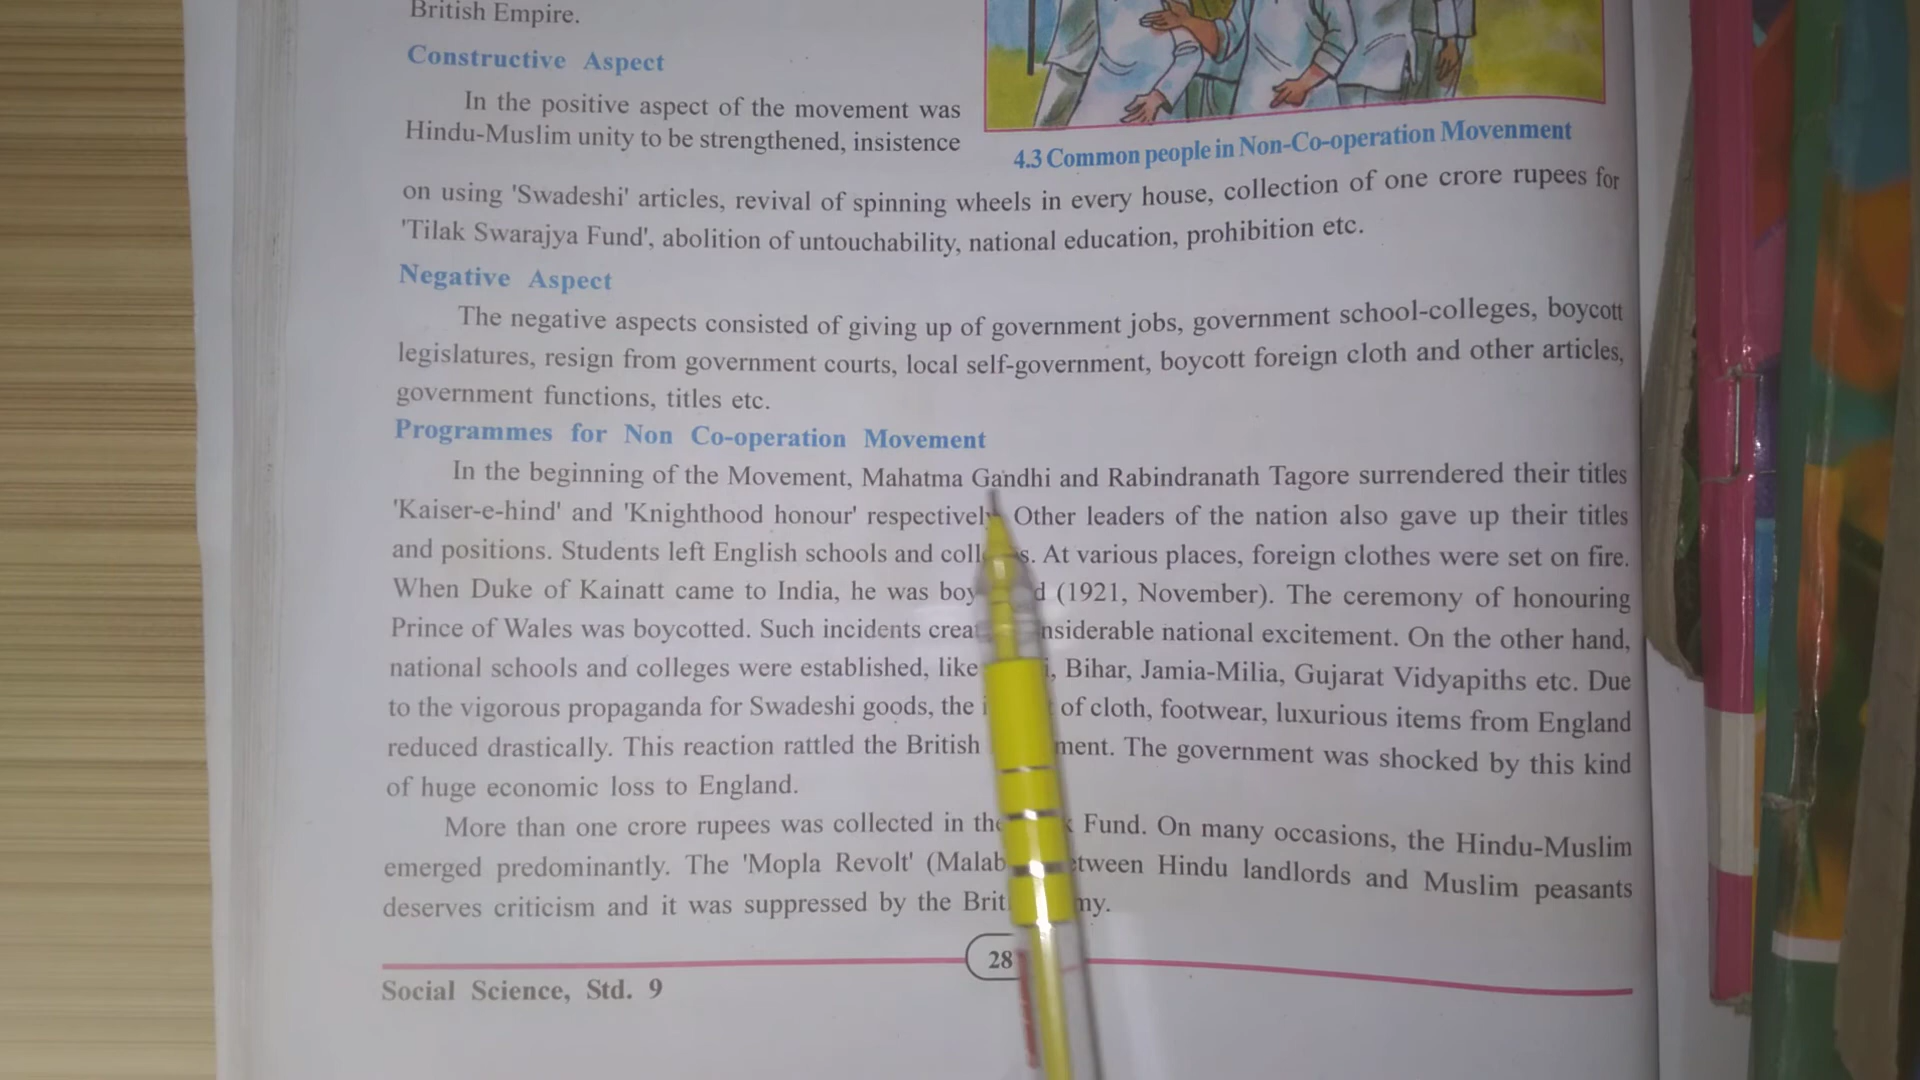 British Empire.
Constructive Aspect
In the positive aspect of the movement was
Hindu-Muslim unity to be strengthened, insistence
4.3 Common people in Non-Co-operation Movenment
on using 'Swadeshi' articles, revival of spinning wheels in every house, collection of one crore rupees for
'Tilak Swarajya Fund', abolition of untouchability, national education, prohibition etc.
Negative Aspect
The negative aspects consisted of giving up of government jobs, government school-colleges, boycott
legislatures, resign from government courts, local self-government, boycott foreign cloth and other articles,
government functions, titles etc.
Programmes for Non Co-operation Movement
In the beginning of the Movement, Mahatma Gandhi and Rabindranath Tagore surrendered their titles
'Kaiser-e-hind' and 'Knighthood honour' respectively. Other leaders of the nation also gave up their titles
and positions. Students left English schools and At various places, foreign clothes were set on fire.
When Duke of Kainatt came to India, he was (1921, November). The ceremony of honouring
Prince of Wales was boycotted. Such incidents national excitement. On the other hand,
national schools and colleges were established, like Bihar, Jamia-Milia, Gujarat Vidyapiths etc. Due
to the vigorous propaganda for Swadeshi goods, the of cloth, footwear, luxurious items from England
reduced drastically. This reaction rattled the British The government was shocked by this kind
of huge economic loss to England.
More than one crore rupees was collected in the Fund. On many occasions, the Hindu-Muslim
emerged predominantly. The 'Mopla Revolt' Hindu landlords and Muslim peasants
deserves criticism and it was suppressed by the
28
Social Science, Std. 9